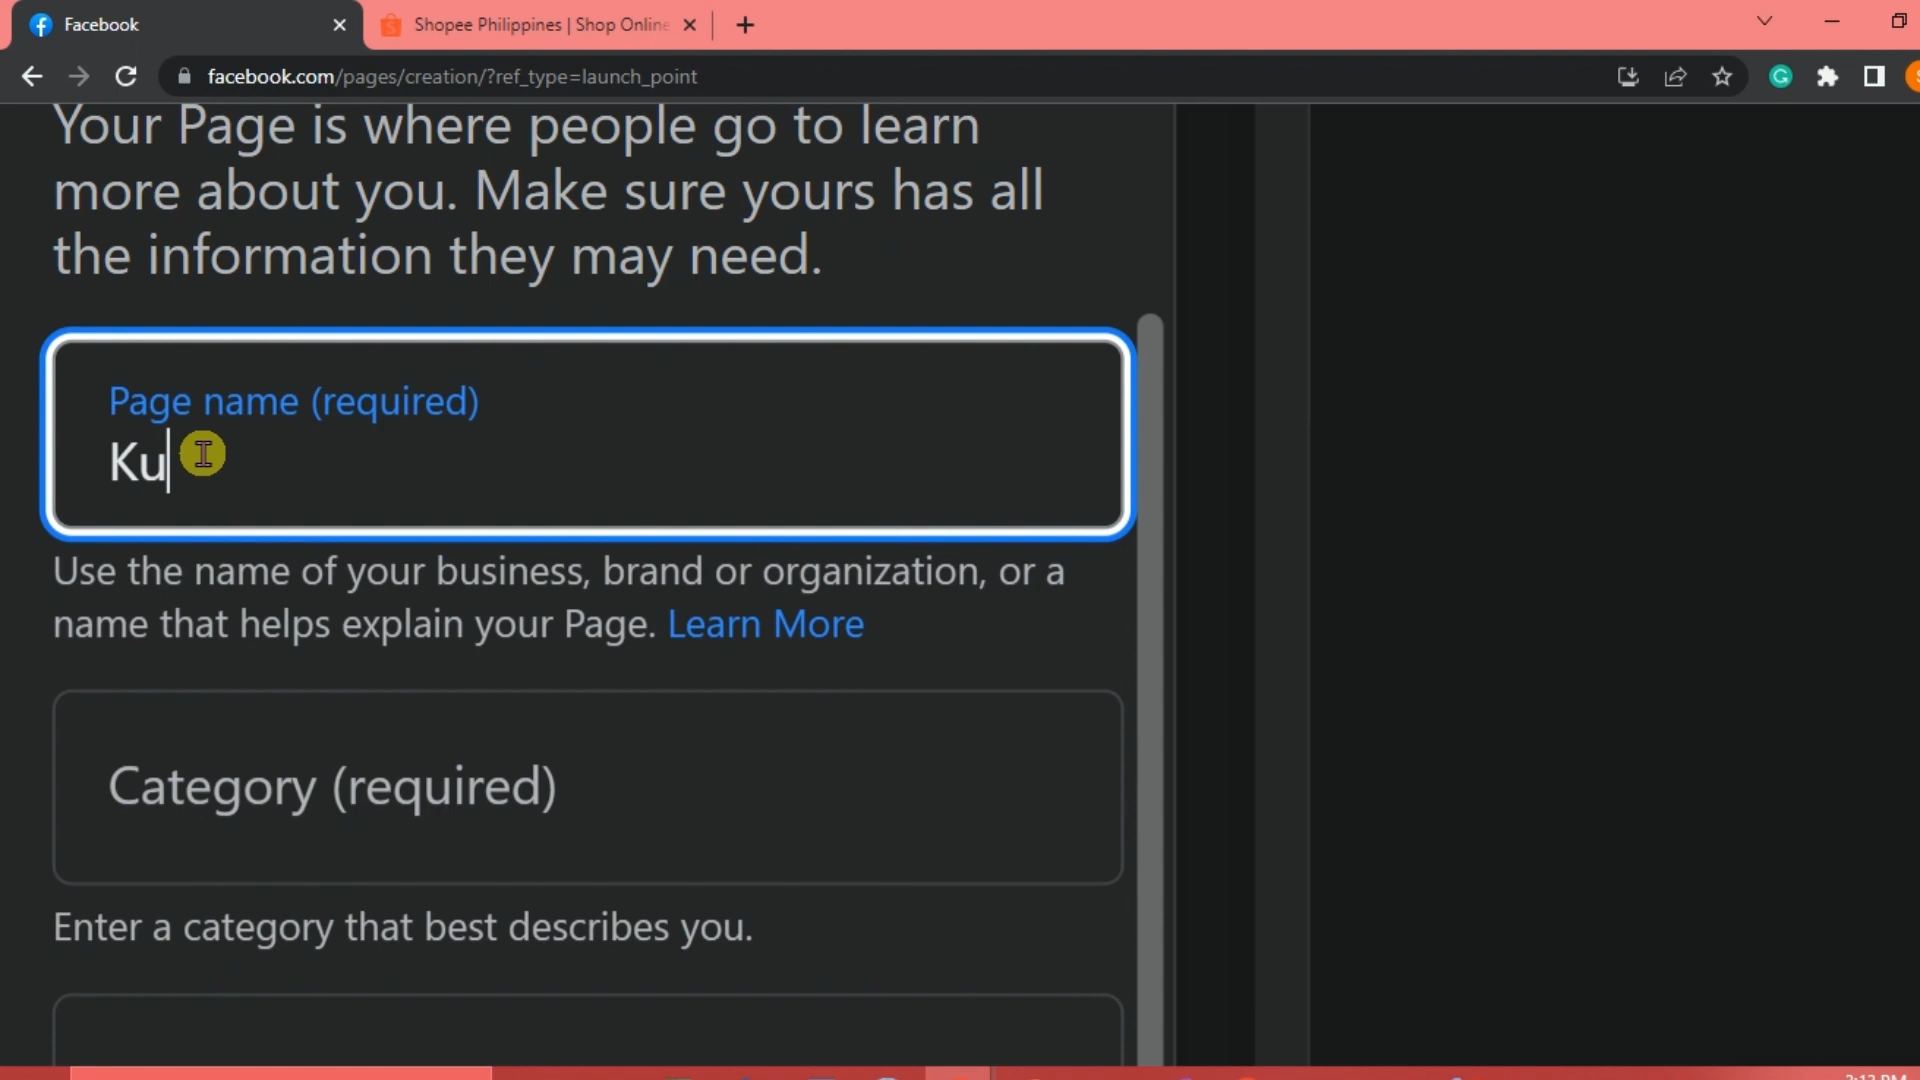 Facebook
Shopee Philippines | Shop Online
facebook.com/pages/creation/?ref_type=launch_point
Your Page is where people go to learn
more about you. Make sure yours has all
the information they may need.
Page name (required)
Ku
Use the name of your business, brand or organization, or a
name that helps explain your Page. Learn More
Category (required)
Enter a category that best describes you.